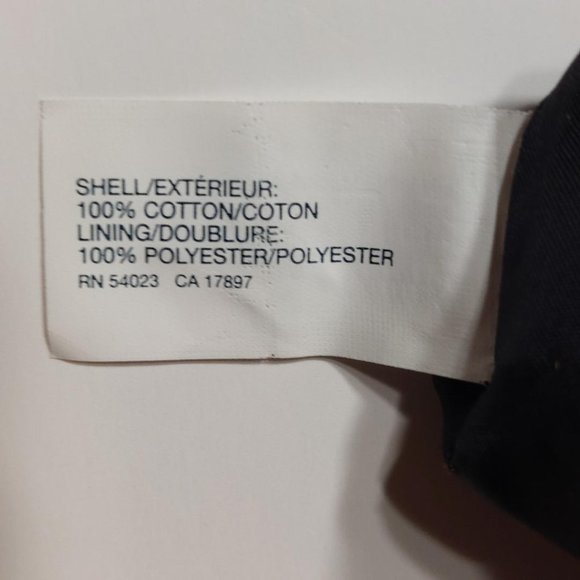 SHELL/EXTÉRIEUR:
100% COTTON/COTON
LINING/DOUBLURE:
100% POLYESTER/POLYESTER
RN 54023 CA 17897